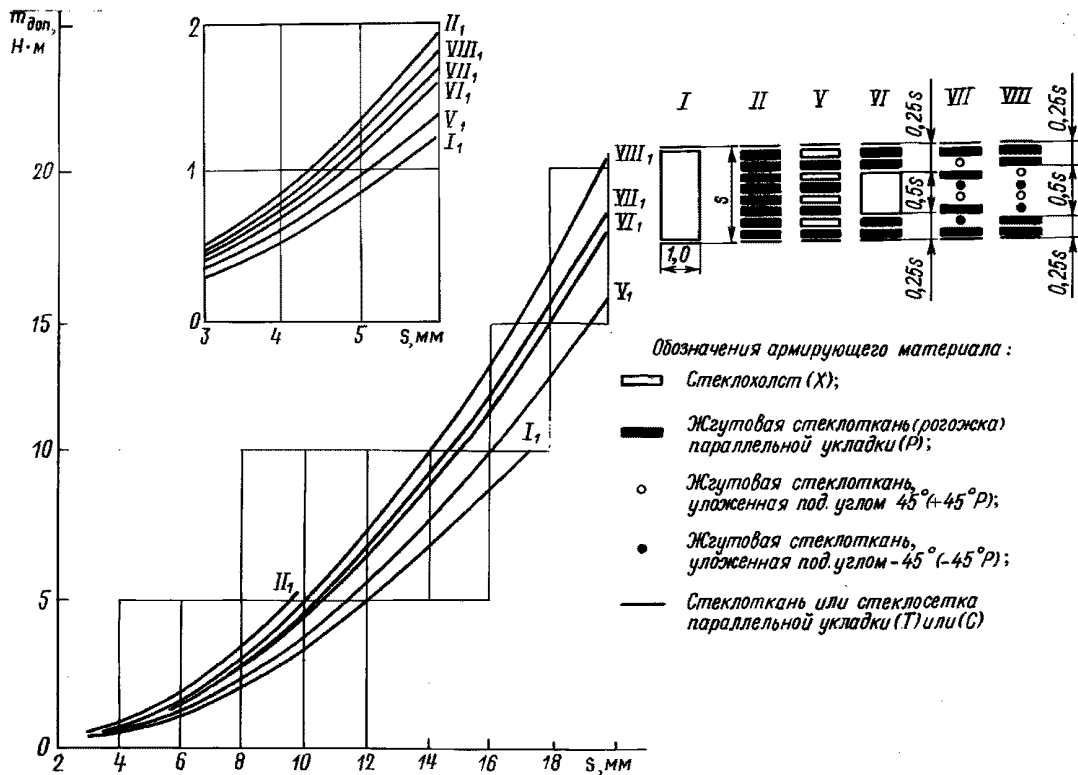 m доп,
Н·м
20
15
10
5
0
2
4
6
8
10
12
14
16
18
s, мм
2
1
0
3
4
5
s, мм
II₁
VIII₁
VII₁
VI₁
V₁
I₁
VIII₁
VII₁
VI₁
V₁
I₁
II₁
I II V VI VII VIII
0,25s
0,25s
s
0,5s
0,5s
1,0
0,25s
0,25s
Обозначения армирующего материала:
Стеклохолст (Х);
Жгутовая стеклоткань (рогожка)
параллельной укладки (Р);
Жгутовая стеклоткань,
уложенная под. углом 45° (+45°Р);
Жгутовая стеклоткань,
уложенная под. углом -45° (-45°Р);
Стеклоткань или стеклосетка
параллельной укладки (Т) или (С)